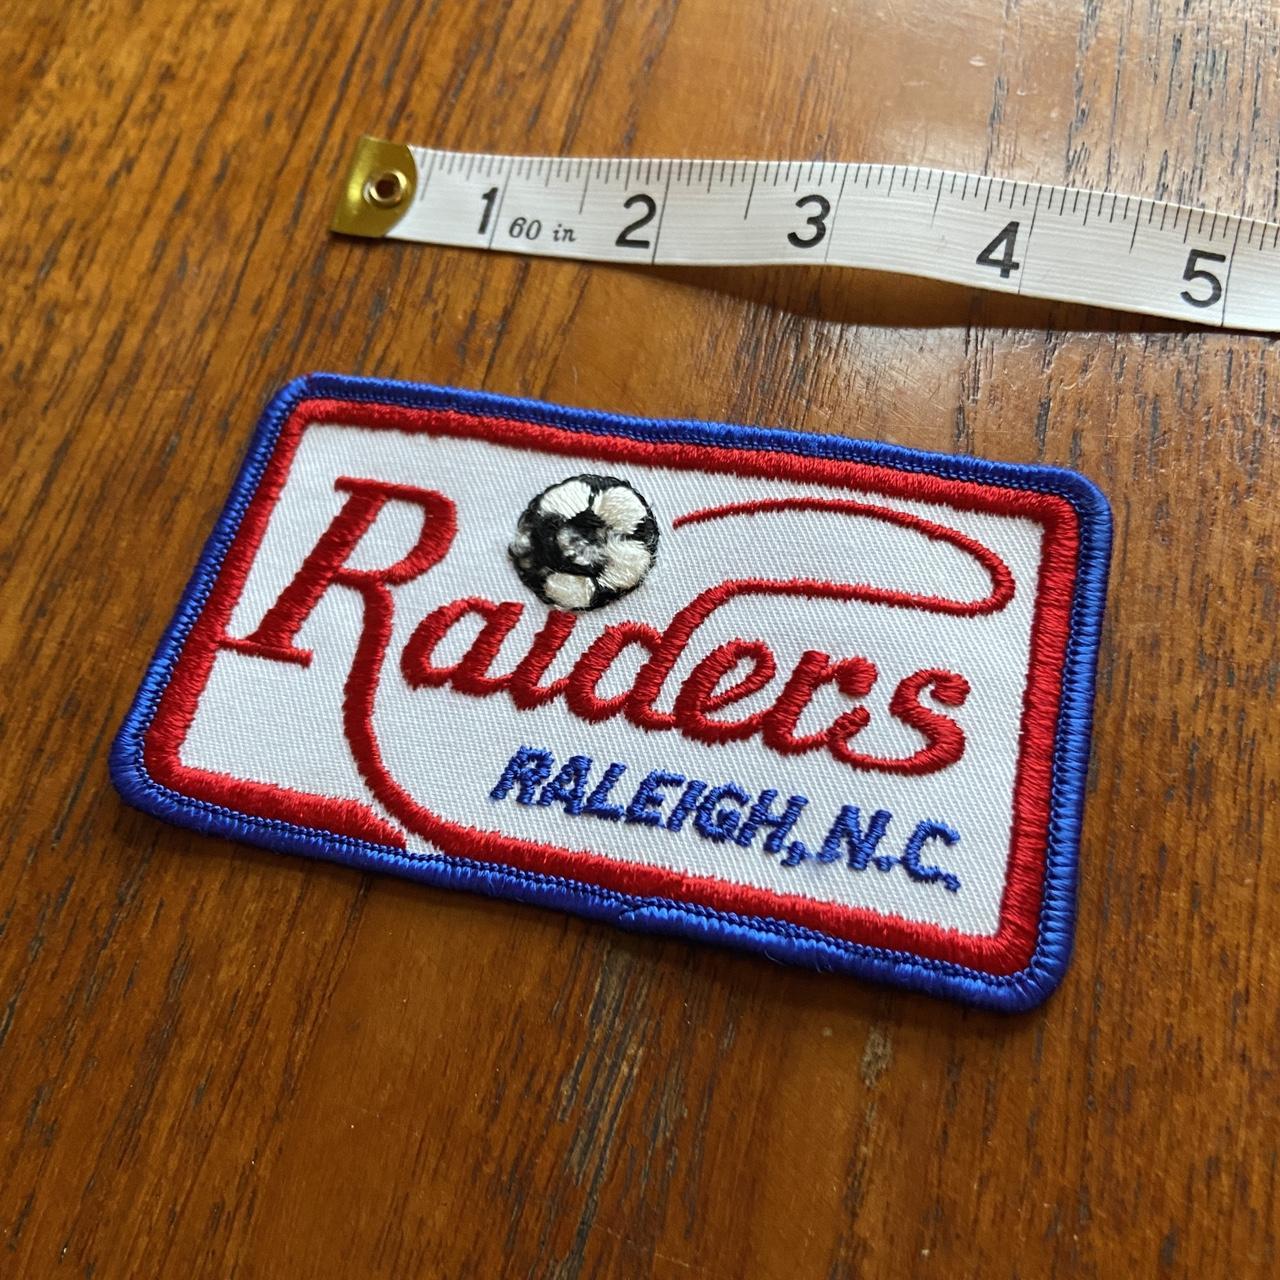 1 60 in 2 3 4 5
Raiders
RALEIGH, N.C.